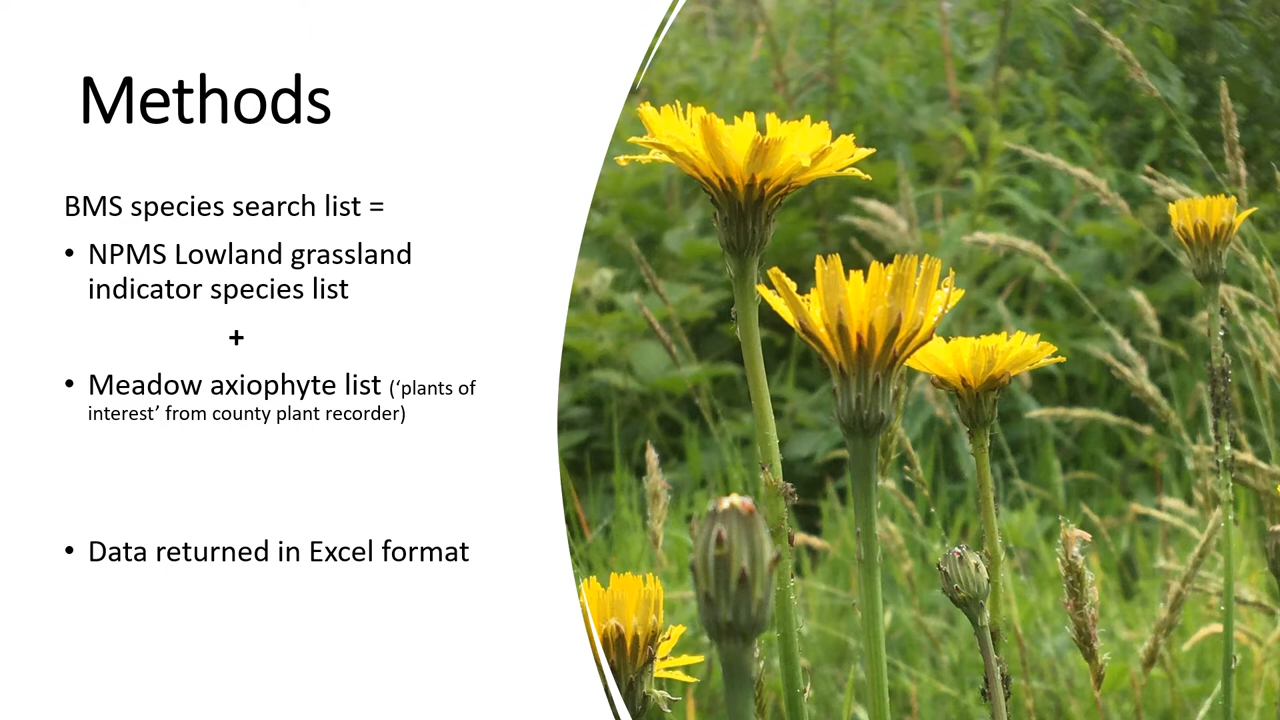 Methods
BMS species search list =
• NPMS Lowland grassland
indicator species list
+
• Meadow axiophyte list (‘plants of
interest’ from county plant recorder)
• Data returned in Excel format